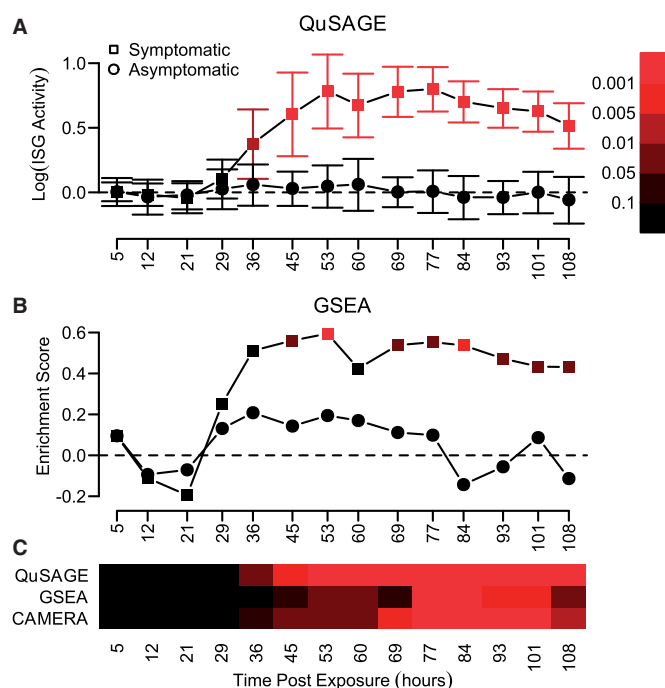 A
QuSAGE
Symptomatic
Asymptomatic
Log(ISG Activity)
1.0
0.5
0.0
5 12 21 29 36 45 53 60 69 77 84 93 101 108
0.001
0.005
0.01
0.05
0.1
B
GSEA
Enrichment Score
0.6
0.4
0.2
0.0
-0.2
5 12 21 29 36 45 53 60 69 77 84 93 101 108
C
QuSAGE
GSEA
CAMERA
5 12 21 29 36 45 53 60 69 77 84 93 101 108
Time Post Exposure (hours)